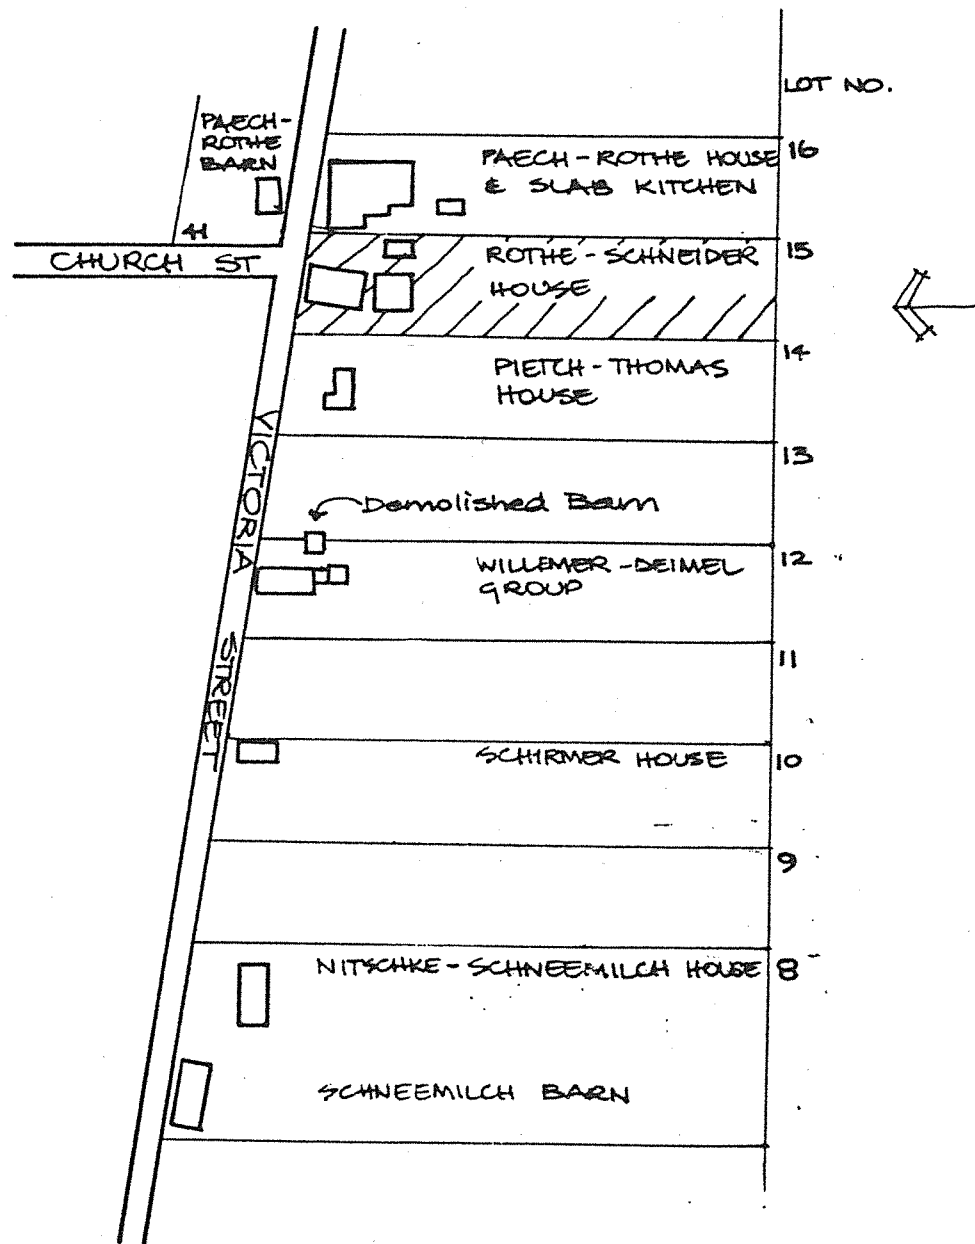 LOT NO.
PAECH-
ROTHE
BARN
16
PAECH-ROTHE HOUSE
& SLAB KITCHEN
41
CHURCH ST
15
ROTHE-SCHNEIDER
HOUSE
14
PIETCH-THOMAS
HOUSE
13
VICTORIA STREET
Demolished Barn
12
WILLEMER-DEIMEL
GROUP
11
SCHIRMER HOUSE
10
9
NITSCHKE-SCHNEEMILCH HOUSE
8
SCHNEEMILCH BARN